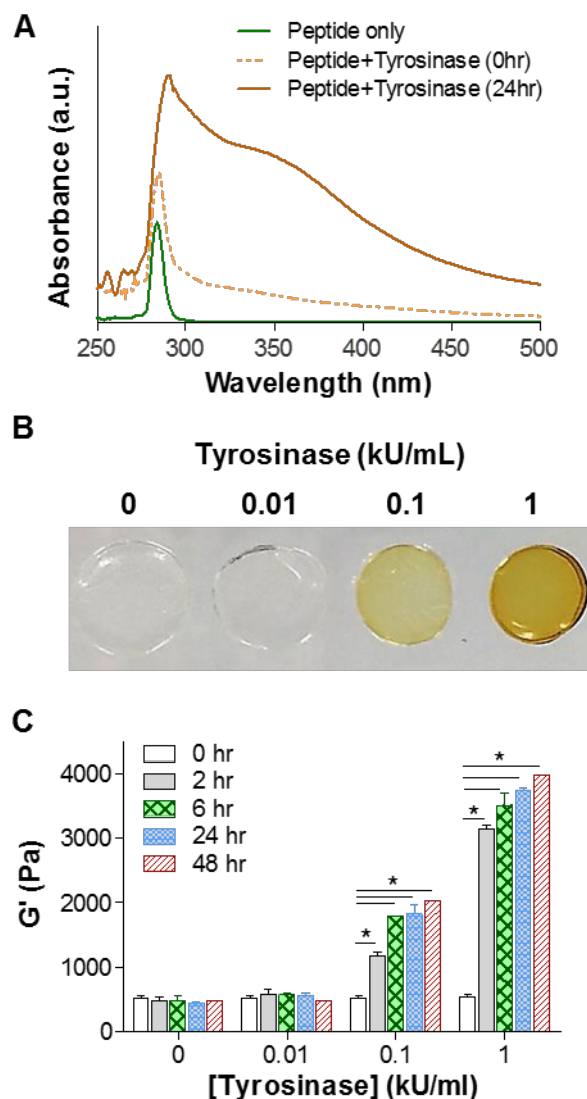 A
Peptide only
Peptide+Tyrosinase (0hr)
Peptide+Tyrosinase (24hr)
Absorbance (a.u.)
250 300 350 400 450 500
Wavelength (nm)
B
Tyrosinase (kU/mL)
0 0.01 0.1 1
C
0 hr
2 hr
6 hr
24 hr
48 hr
*
*
*
*
4000
3000
2000
1000
0
G' (Pa)
0 0.01 0.1 1
[Tyrosinase] (kU/ml)